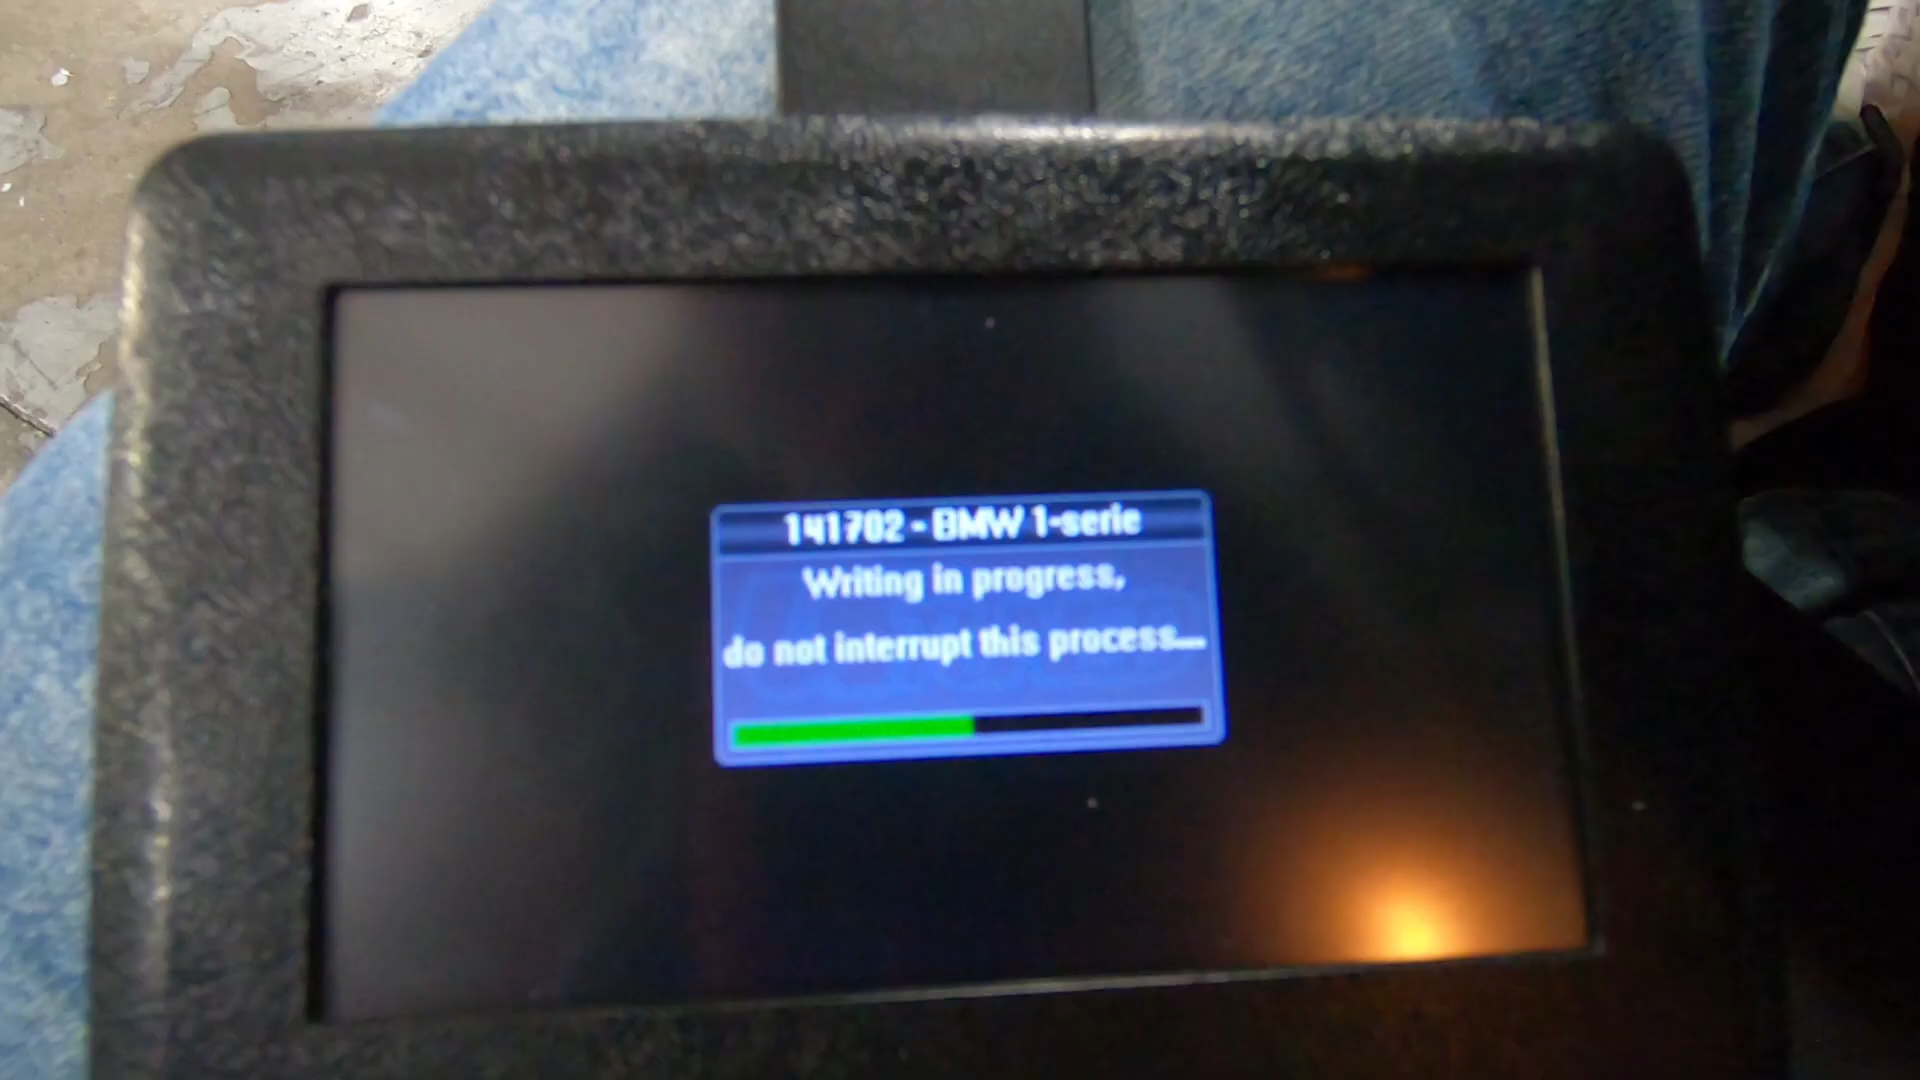 141702 - BMW 1-serie
Writing in progress,
do not interrupt this process...